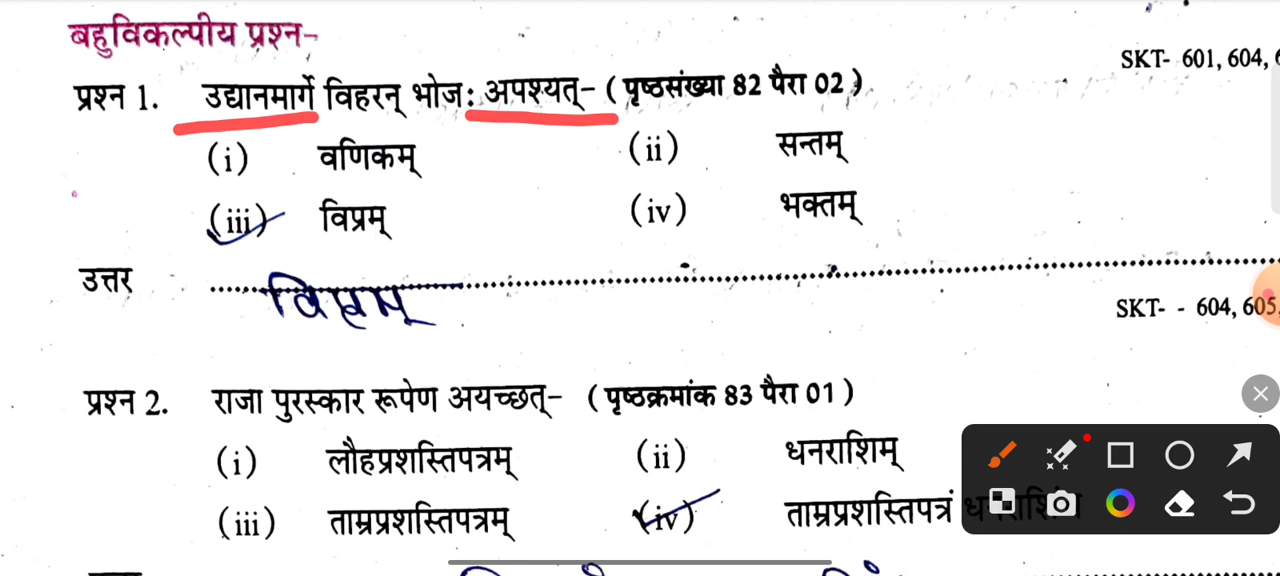 बहुविकल्पीय प्रश्न-
SKT- 601, 604,
प्रश्न 1. उद्यानमार्गे विहरन् भोजः अपश्यत्- ( पृष्ठसंख्या 82 पैरा 02 )
(i) वणिकम् (ii) सन्तम्
(iii) विप्रम् (iv) भक्तम्
उत्तर विप्रम्
SKT- - 604, 605,
प्रश्न 2. राजा पुरस्कार रूपेण अयच्छत्- ( पृष्ठक्रमांक 83 पैरा 01 )
(i) लौहप्रशस्तिपत्रम् (ii) धनराशिम्
(iii) ताम्रप्रशस्तिपत्रम् (iv) ताम्रप्रशस्तिपत्रं